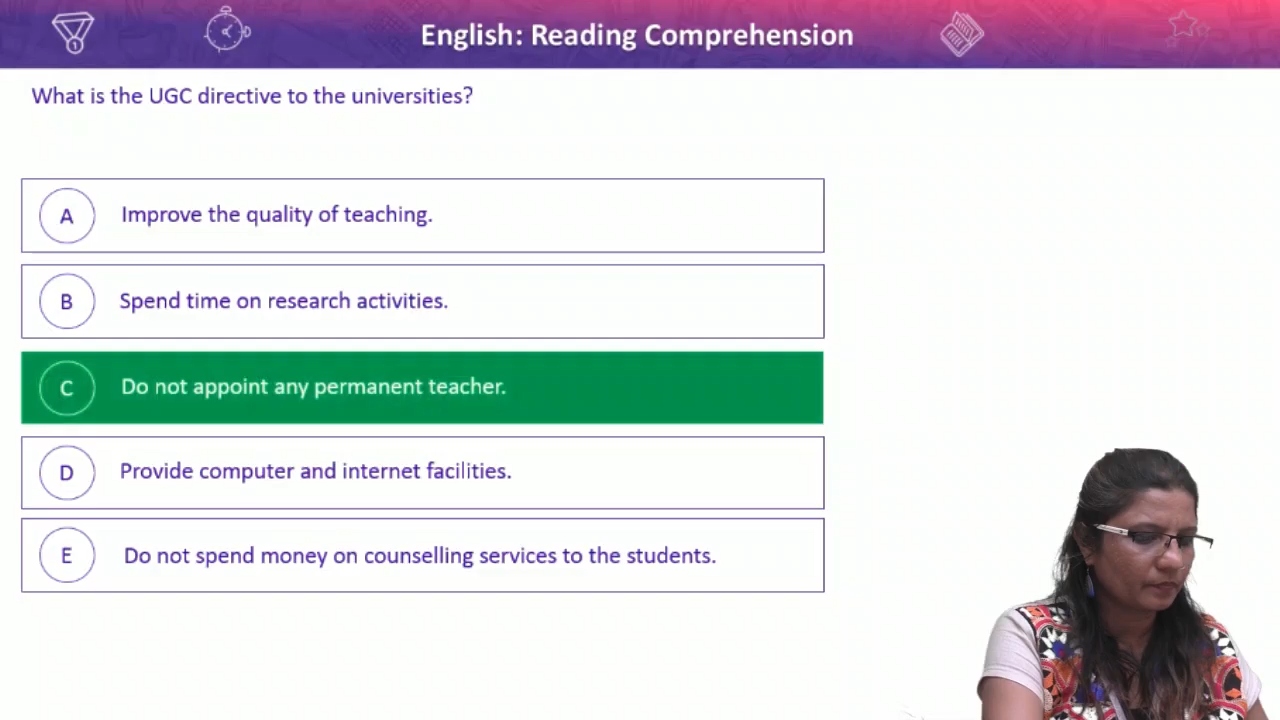 English: Reading Comprehension
What is the UGC directive to the universities?
A Improve the quality of teaching.
B Spend time on research activities.
C Do not appoint any permanent teacher.
D Provide computer and internet facilities.
E Do not spend money on counselling services to the students.